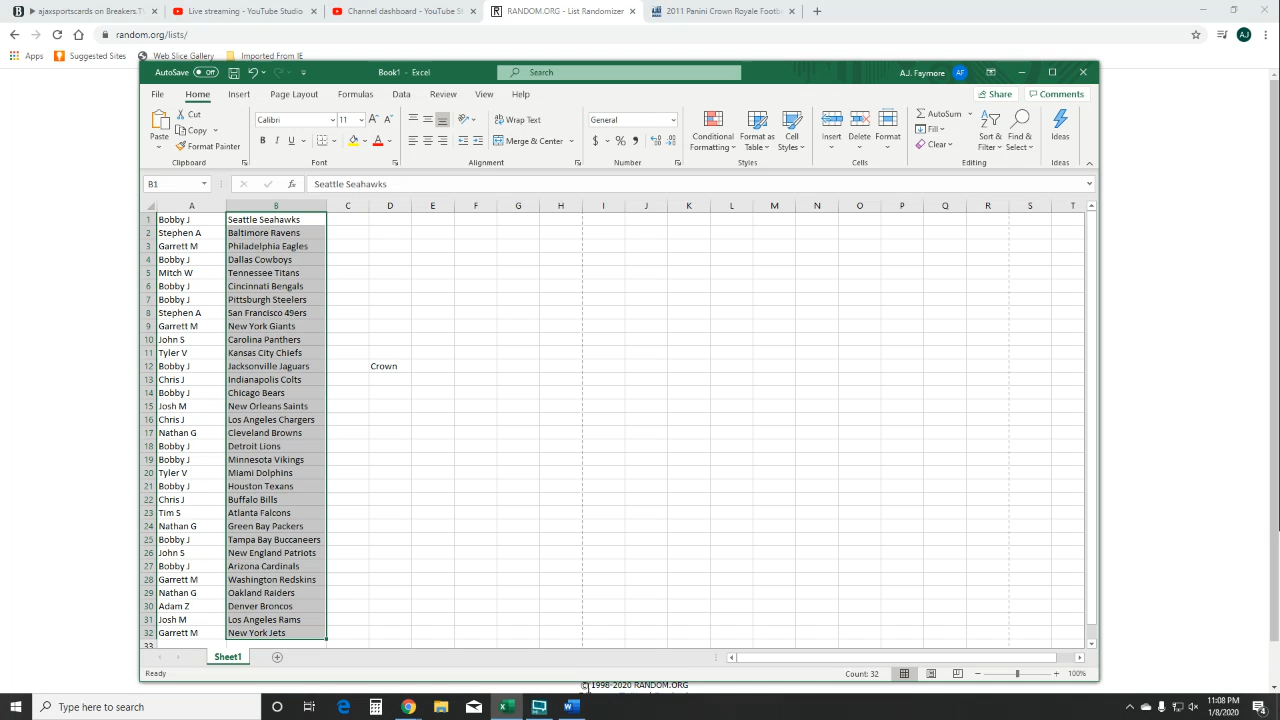 ajaxsportscards on Breakers.T
Live streaming - YouTube Studio
Channel dashboard - YouTube St
RANDOM.ORG - List Randomizer
2011 Panini Crown Royale Footb
random.org/lists/
AJ
Apps
Suggested Sites
Web Slice Gallery
Imported From IE
AutoSave Off
Book1 - Excel
Search
A.J. Faymore
AF
File Home Insert Page Layout Formulas Data Review View Help
Share
Comments
Paste
Cut
Copy
Format Painter
Calibri 11
Wrap Text
Merge & Center
General
Conditional Formatting
Format as Table
Cell Styles
Insert
Delete
Format
AutoSum
Fill
Clear
Sort & Filter
Find & Select
Ideas
Clipboard Font Alignment Number Styles Cells Editing Ideas
B1
Seattle Seahawks
A B C D E F G H I J K L M N O P Q R S T
1 Bobby J Seattle Seahawks
2 Stephen A Baltimore Ravens
3 Garrett M Philadelphia Eagles
4 Bobby J Dallas Cowboys
5 Mitch W Tennessee Titans
6 Bobby J Cincinnati Bengals
7 Bobby J Pittsburgh Steelers
8 Stephen A San Francisco 49ers
9 Garrett M New York Giants
10 John S Carolina Panthers
11 Tyler V Kansas City Chiefs
12 Bobby J Jacksonville Jaguars Crown
13 Chris J Indianapolis Colts
14 Bobby J Chicago Bears
15 Josh M New Orleans Saints
16 Chris J Los Angeles Chargers
17 Nathan G Cleveland Browns
18 Bobby J Detroit Lions
19 Bobby J Minnesota Vikings
20 Tyler V Miami Dolphins
21 Bobby J Houston Texans
22 Chris J Buffalo Bills
23 Tim S Atlanta Falcons
24 Nathan G Green Bay Packers
25 Bobby J Tampa Bay Buccaneers
26 John S New England Patriots
27 Bobby J Arizona Cardinals
28 Garrett M Washington Redskins
29 Nathan G Oakland Raiders
30 Adam Z Denver Broncos
31 Josh M Los Angeles Rams
32 Garrett M New York Jets
33
Sheet1
Ready
Count: 32
100%
© 1998-2020 RANDOM.ORG
Type here to search
11:08 PM
1/8/2020
4